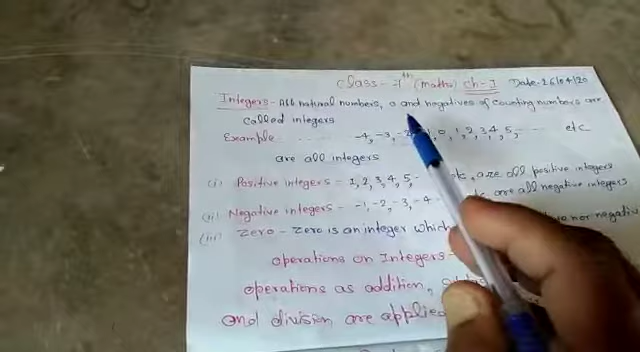 Class - 7th (Maths) Ch-I Date-26/04/20
Integers - All natural numbers, 0 and negatives of counting numbers are
called integers
Example ...... -4, -3, -2, -1, 0, 1, 2, 3, 4, 5, ...... etc
are all integers
(i) Positive integers - 1, 2, 3, 4, 5, are all positive integers
(ii) Negative integers - -1, -2, -3, -4 - etc are all negative integers
(iii) Zero - Zero is an integer which nor negativ
operations on Integers-
operations as addition,
and division are applied